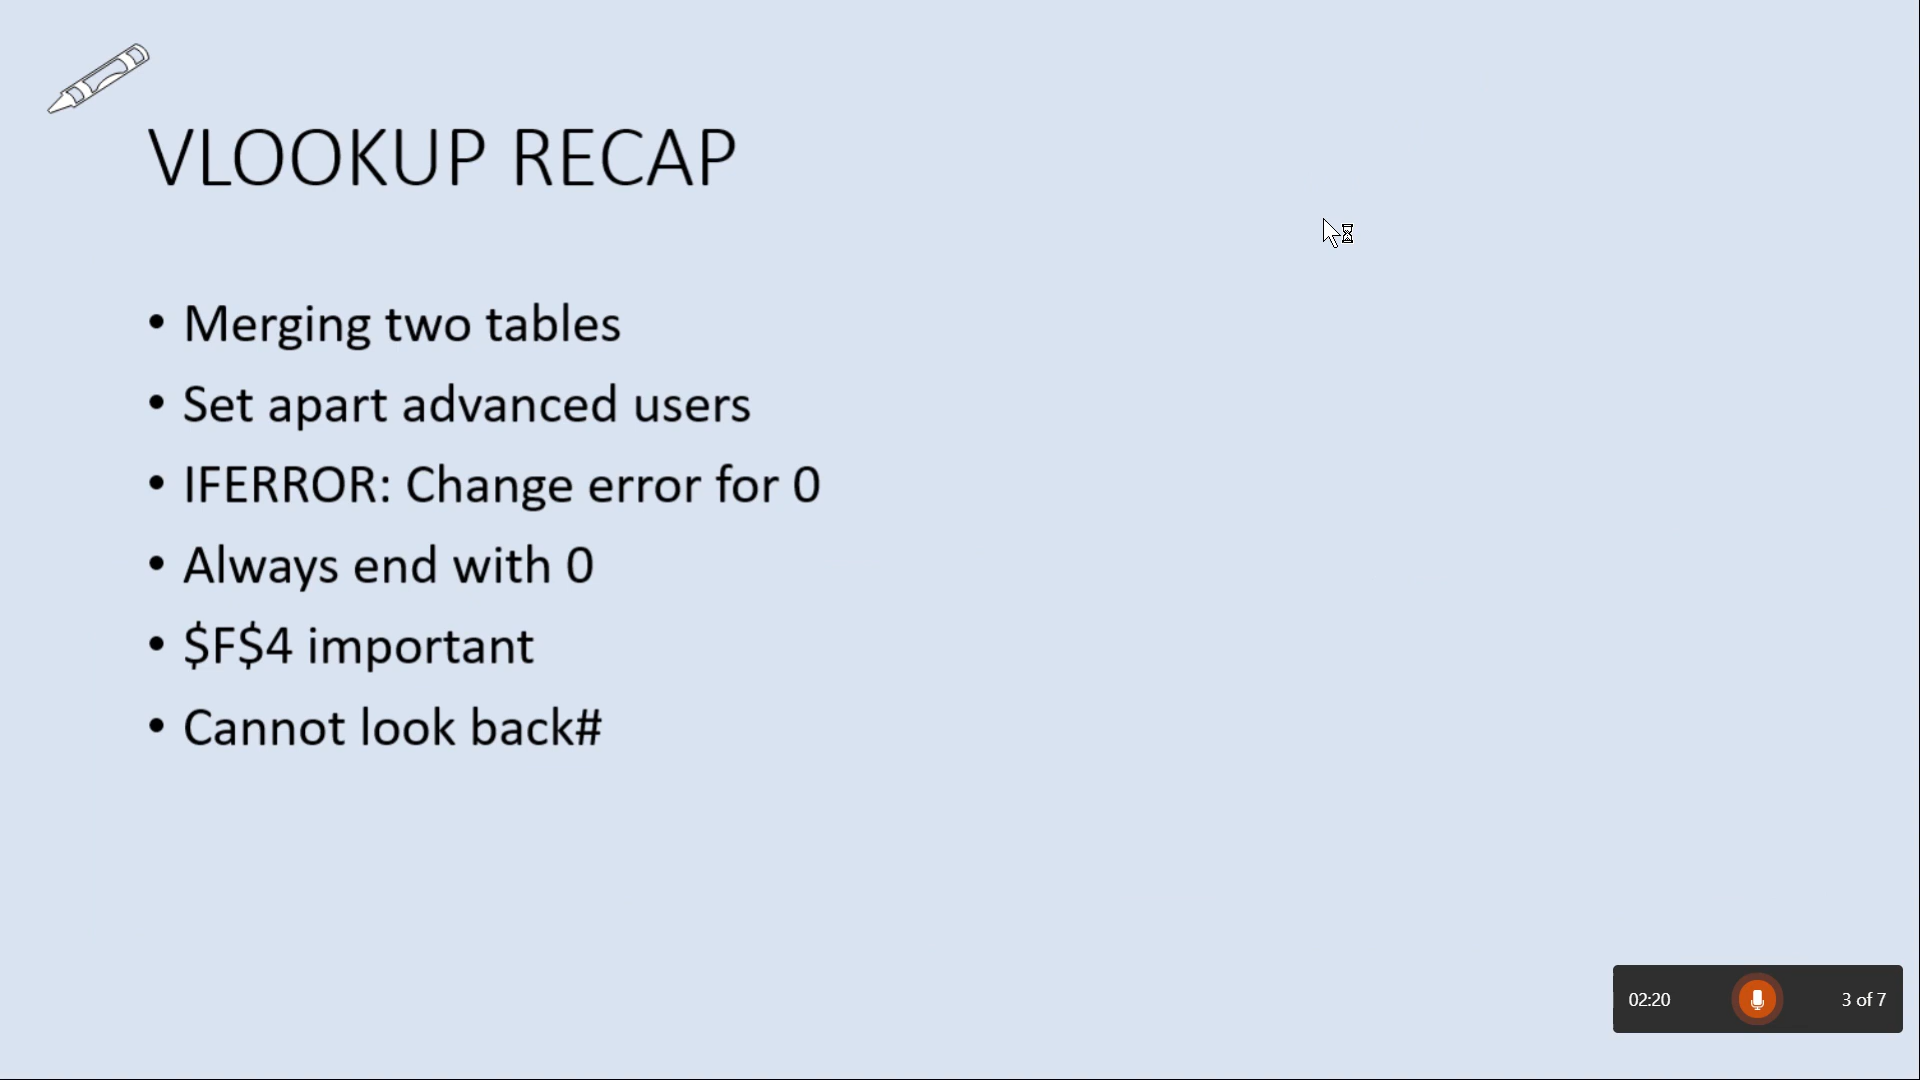 VLOOKUP RECAP
• Merging two tables
• Set apart advanced users
• IFERROR: Change error for 0
• Always end with 0
• $F$4 important
• Cannot look back#
02:20
3 of 7